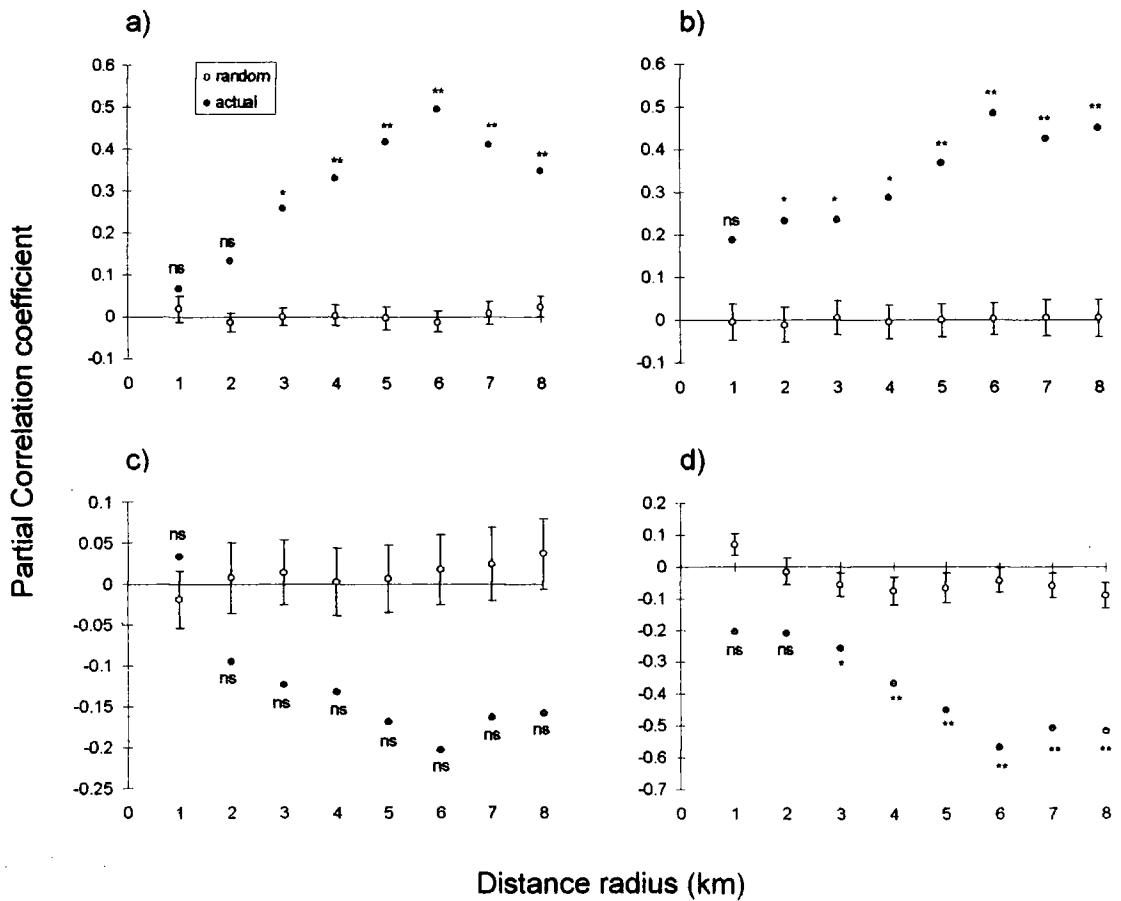 a)
0.6
0.5
0.4
0.3
0.2
0.1
0
-0.1
random
actual
ns
ns
*
**
**
**
**
**
0 1 2 3 4 5 6 7 8
b)
0.6
0.5
0.4
0.3
0.2
0.1
0
-0.1
ns
*
*
*
**
**
**
**
0 1 2 3 4 5 6 7 8
Partial Correlation coefficient
c)
0.1
0.05
0
-0.05
-0.1
-0.15
-0.2
-0.25
ns
ns
ns
ns
ns
ns
ns
ns
0 1 2 3 4 5 6 7 8
d)
0.2
0.1
0
-0.1
-0.2
-0.3
-0.4
-0.5
-0.6
-0.7
ns
ns
*
**
**
**
**
**
0 1 2 3 4 5 6 7 8
Distance radius (km)